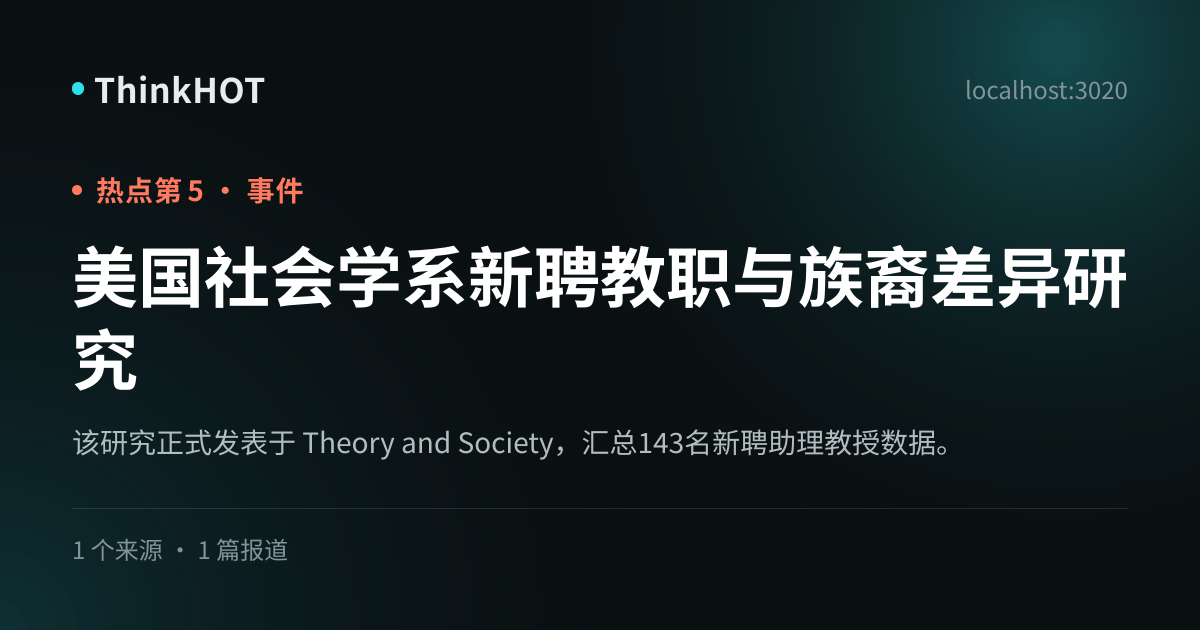 ThinkHOT
localhost:3020
热点第 5 · 事件
美国社会学系新聘教职与族裔差异研
究
该研究正式发表于 Theory and Society，汇总143名新聘助理教授数据。
1 个来源 · 1 篇报道